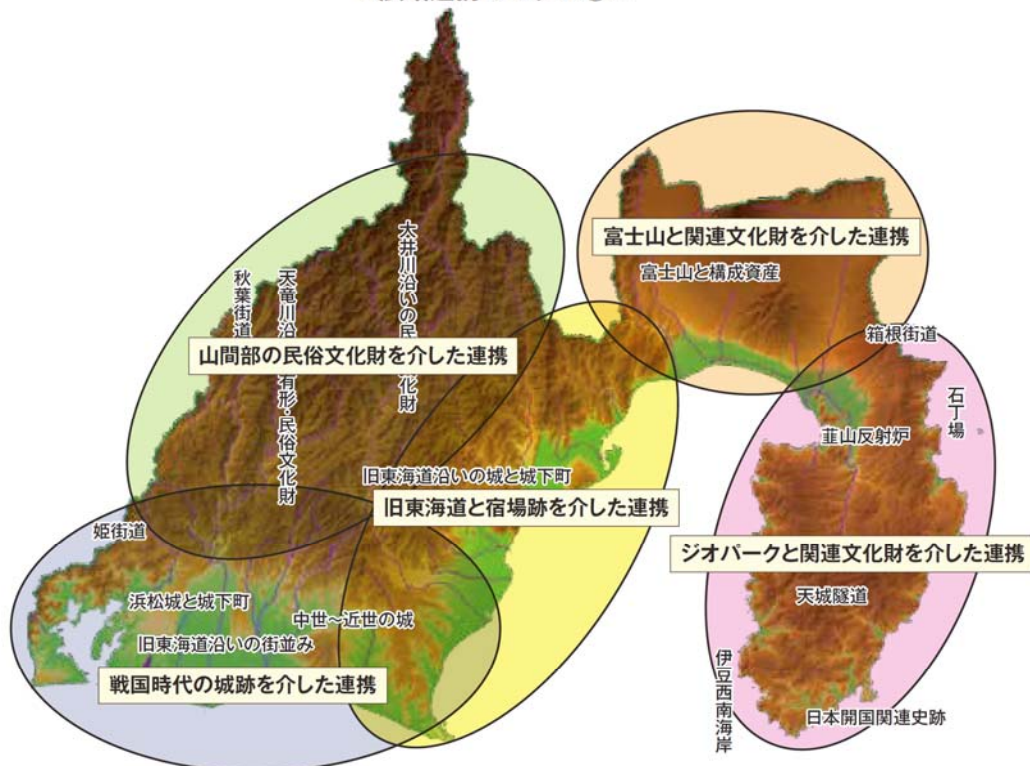 富士山と関連文化財を介した連携
富士山と構成資産
箱根街道
大井川沿いの民
化財
秋葉街道
天竜川沿
有形・民俗文化財
山間部の民俗文化財を介した連携
石丁場
韮山反射炉
旧東海道沿いの城と城下町
旧東海道と宿場跡を介した連携
姫街道
ジオパークと関連文化財を介した連携
浜松城と城下町
天城隧道
中世～近世の城
旧東海道沿いの街並み
戦国時代の城跡を介した連携
伊豆西南海岸
日本開国関連史跡